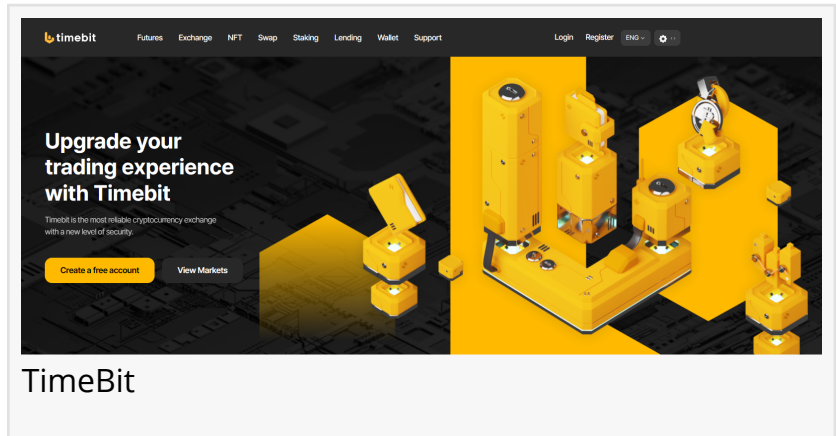 timebit Futures Exchange NFT Swap Staking Lending Wallet Support Login Register ENG
Upgrade your
trading experience
with Timebit
Timebit is the most reliable cryptocurrency exchange
with a new level of security.
Create a free account View Markets
TimeBit